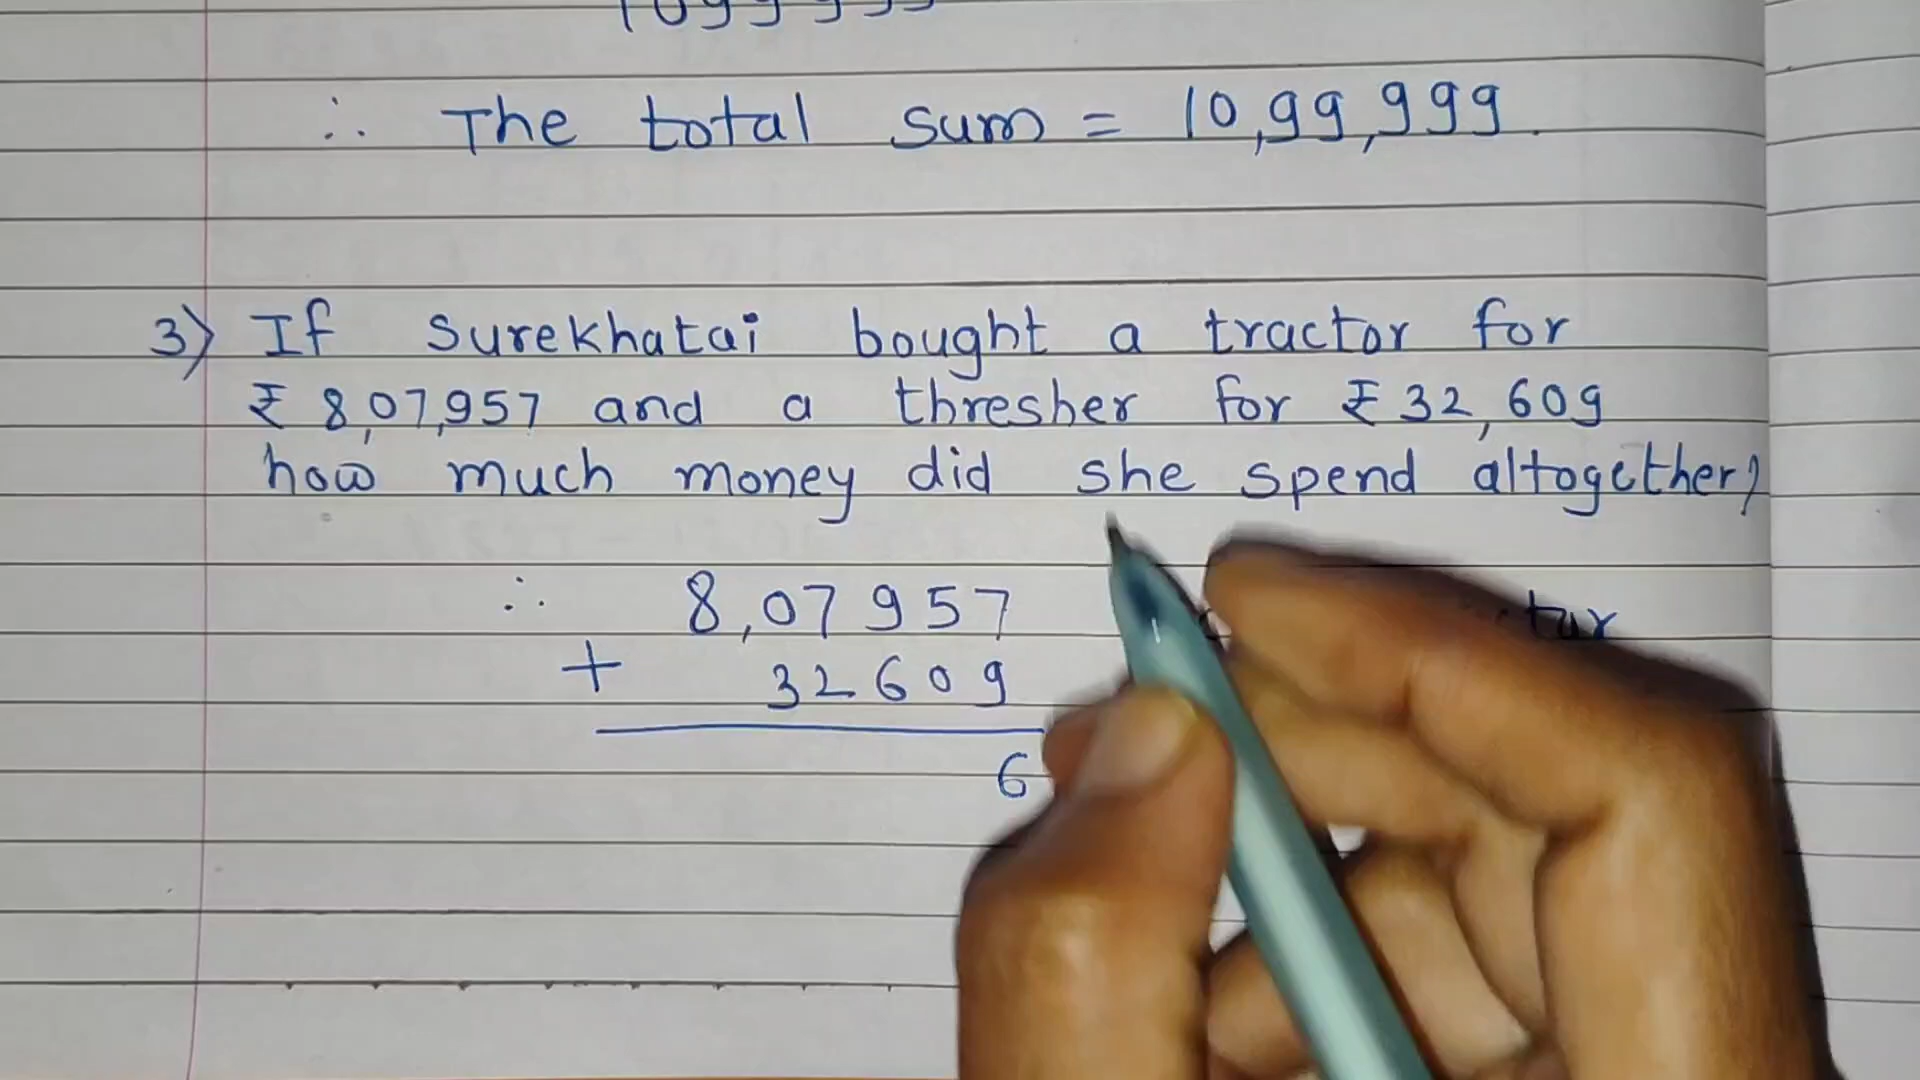 ∴ The total sum = 10,99,999.
3) If Surekhatai bought a tractor for
₹ 8,07,957 and a thresher for ₹ 32,609
how much money did she spend altogether?
∴ 8,07957
+ 32609
6